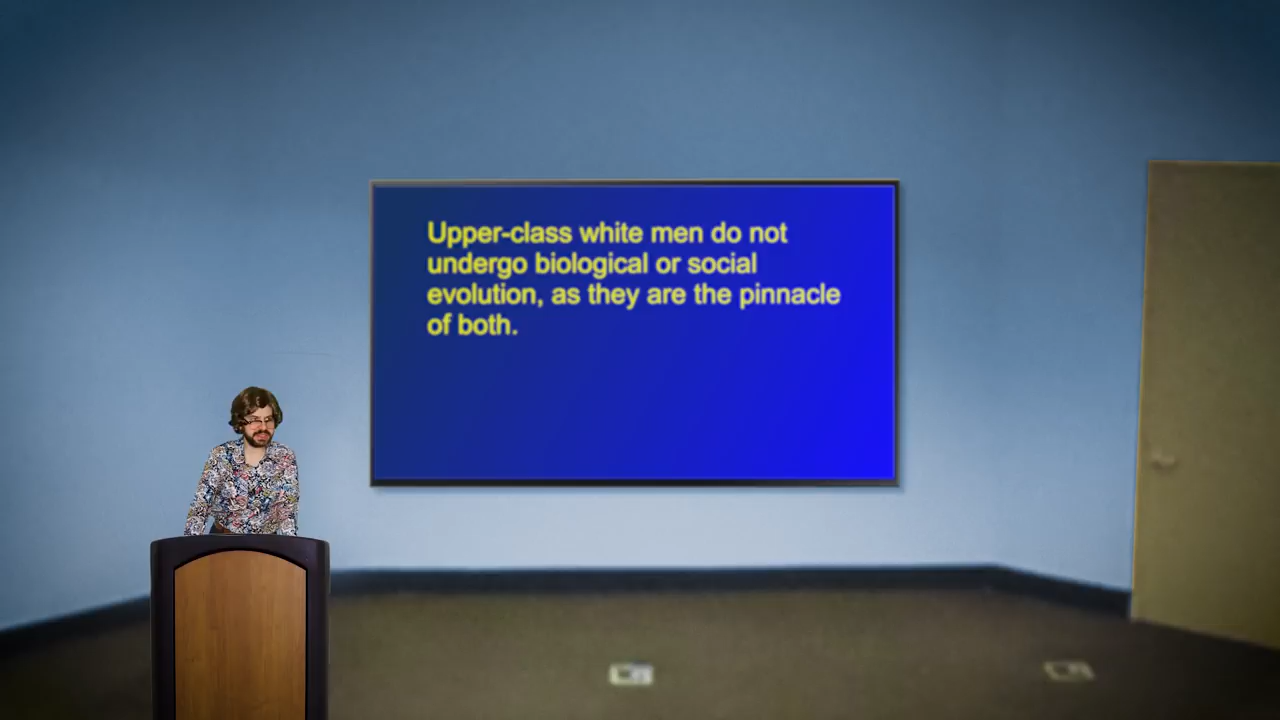 Upper-class white men do not
undergo biological or social
evolution, as they are the pinnacle
of both.